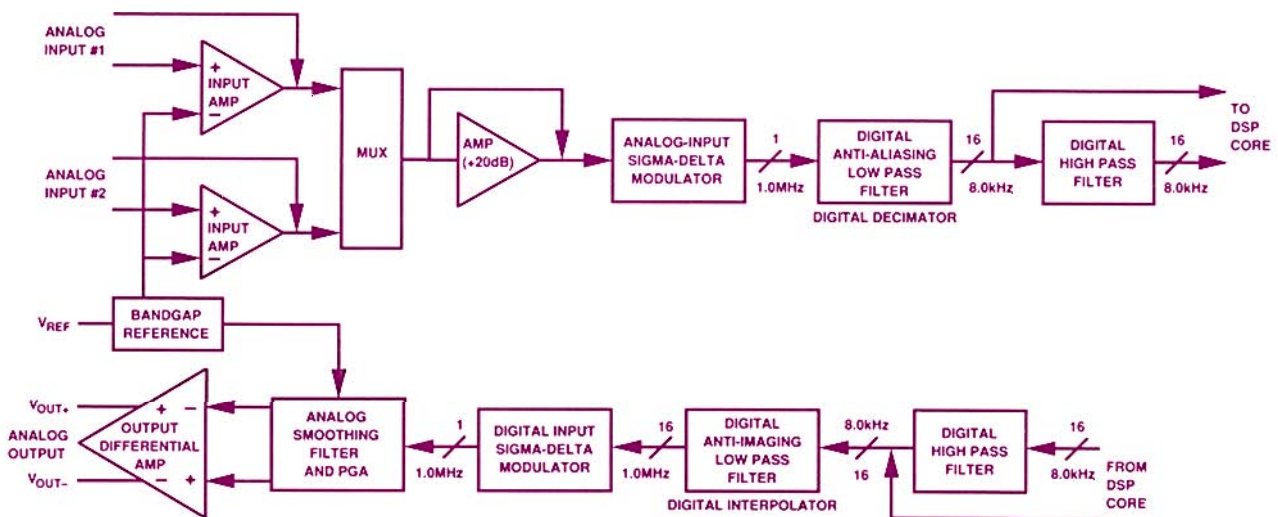 ANALOG
INPUT #1
+
INPUT
AMP
−
ANALOG
INPUT #2
+
INPUT
AMP
−
MUX
AMP
(+20dB)
ANALOG-INPUT
SIGMA-DELTA
MODULATOR
1
1.0MHz
DIGITAL
ANTI-ALIASING
LOW PASS
FILTER
DIGITAL DECIMATOR
16
8.0kHz
DIGITAL
HIGH PASS
FILTER
16
8.0kHz
TO
DSP
CORE
VREF
BANDGAP
REFERENCE
VOUT+
ANALOG
OUTPUT
VOUT−
+ −
OUTPUT
DIFFERENTIAL
AMP
− +
ANALOG
SMOOTHING
FILTER
AND PGA
1
1.0MHz
DIGITAL INPUT
SIGMA-DELTA
MODULATOR
16
1.0MHz
DIGITAL
ANTI-IMAGING
LOW PASS
FILTER
DIGITAL INTERPOLATOR
8.0kHz
16
DIGITAL
HIGH PASS
FILTER
16
8.0kHz
FROM
DSP
CORE